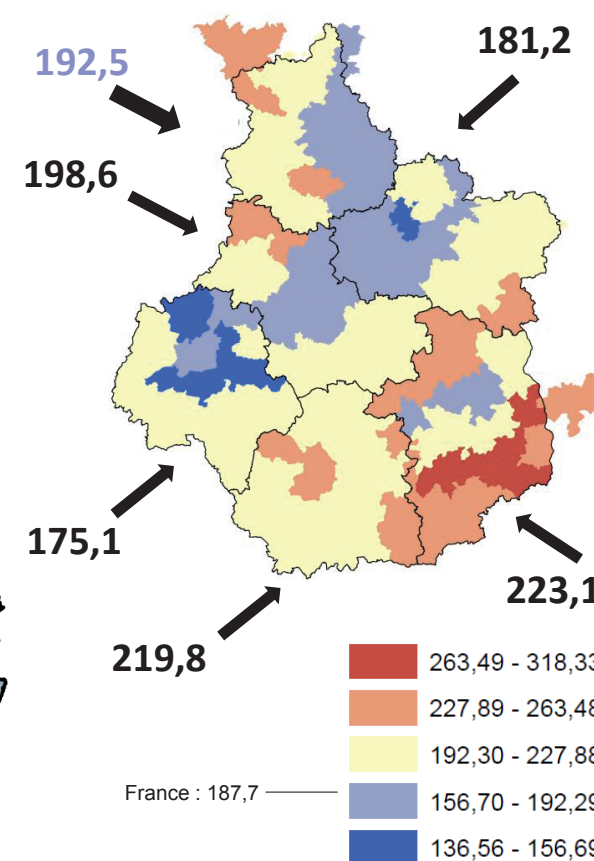 181,2
192,5
198,6
175,1
223,1
219,8
263,49 - 318,33
227,89 - 263,48
192,30 - 227,88
France : 187,7
156,70 - 192,29
136,56 - 156,69